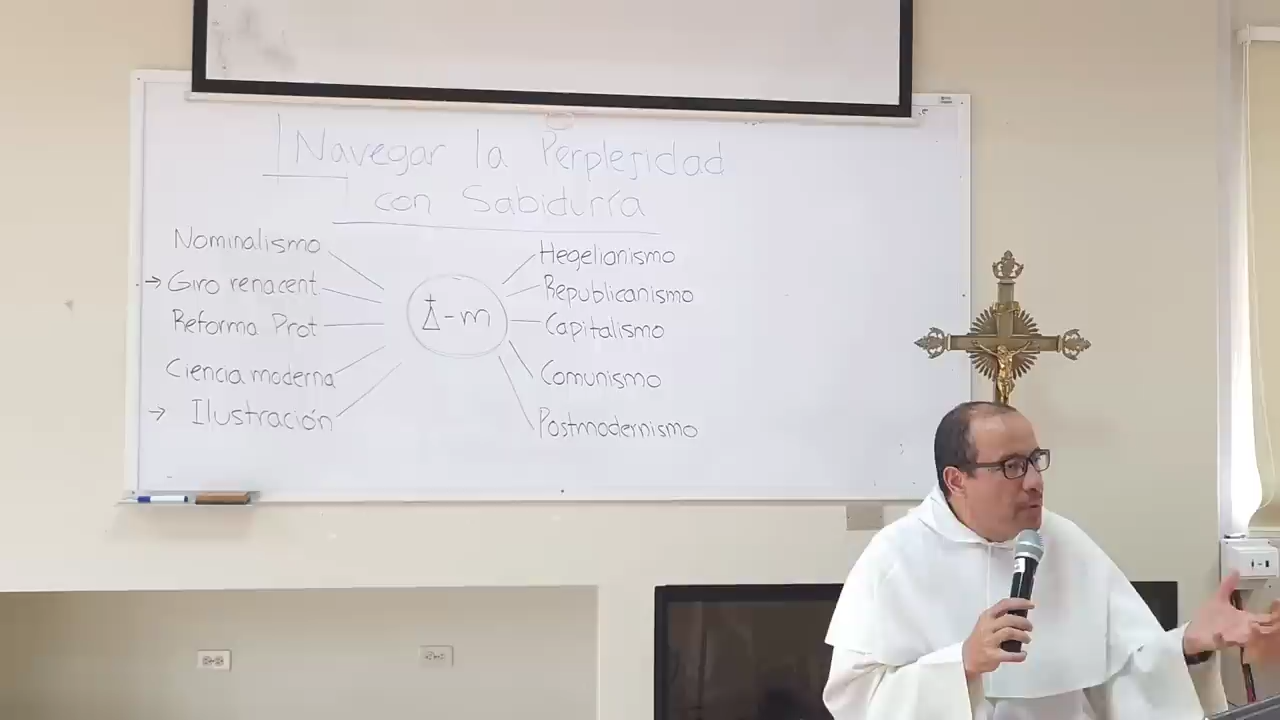 Navegar la Perplejidad
con Sabiduría
Nominalismo
→ Giro renacent
Reforma Prot
Ciencia moderna
→ Ilustración
Δ-m
Hegelianismo
Republicanismo
Capitalismo
Comunismo
Postmodernismo